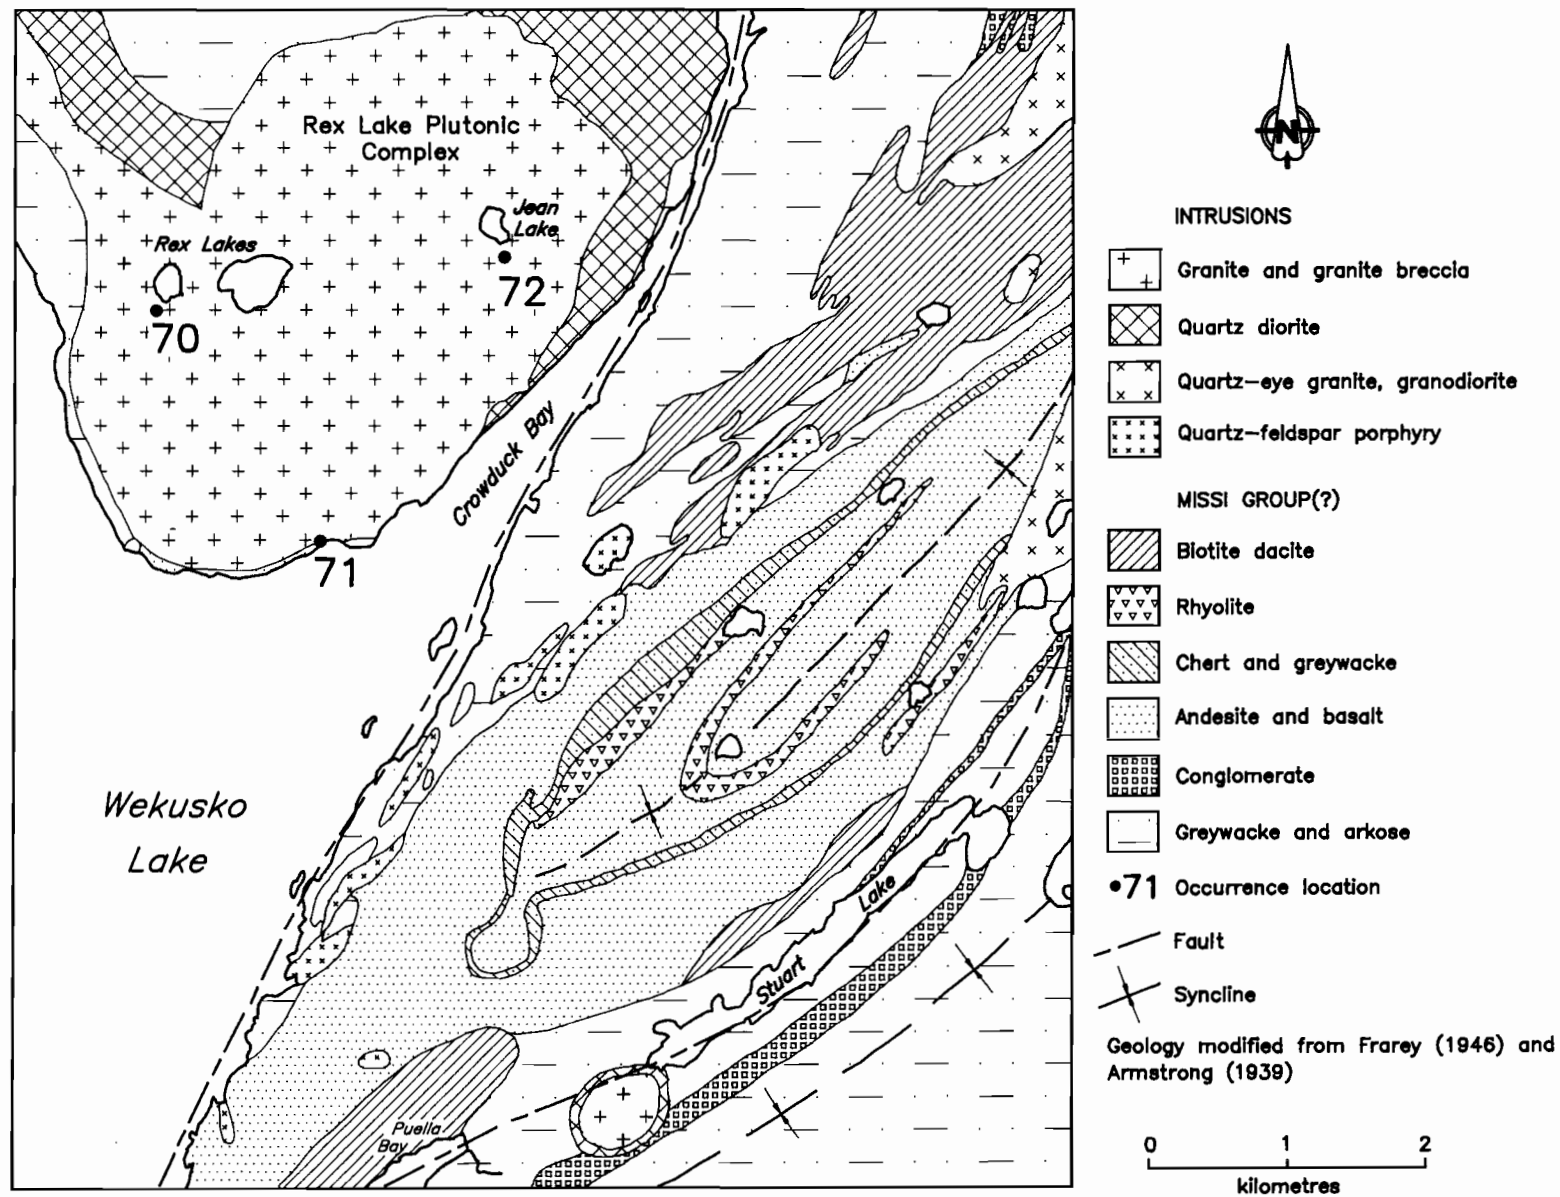 Rex Lake Plutonic
Complex
Jean
Lake
Rex Lakes
72
70
Crowduck Bay
71
Wekusko
Lake
Stuart
Lake
Puella
Bay
N
INTRUSIONS
Granite and granite breccia
Quartz diorite
Quartz-eye granite, granodiorite
Quartz-feldspar porphyry
MISSI GROUP(?)
Biotite dacite
Rhyolite
Chert and greywacke
Andesite and basalt
Conglomerate
Greywacke and arkose
71 Occurrence location
Fault
Syncline
Geology modified from Frarey (1946) and
Armstrong (1939)
0 1 2
kilometres